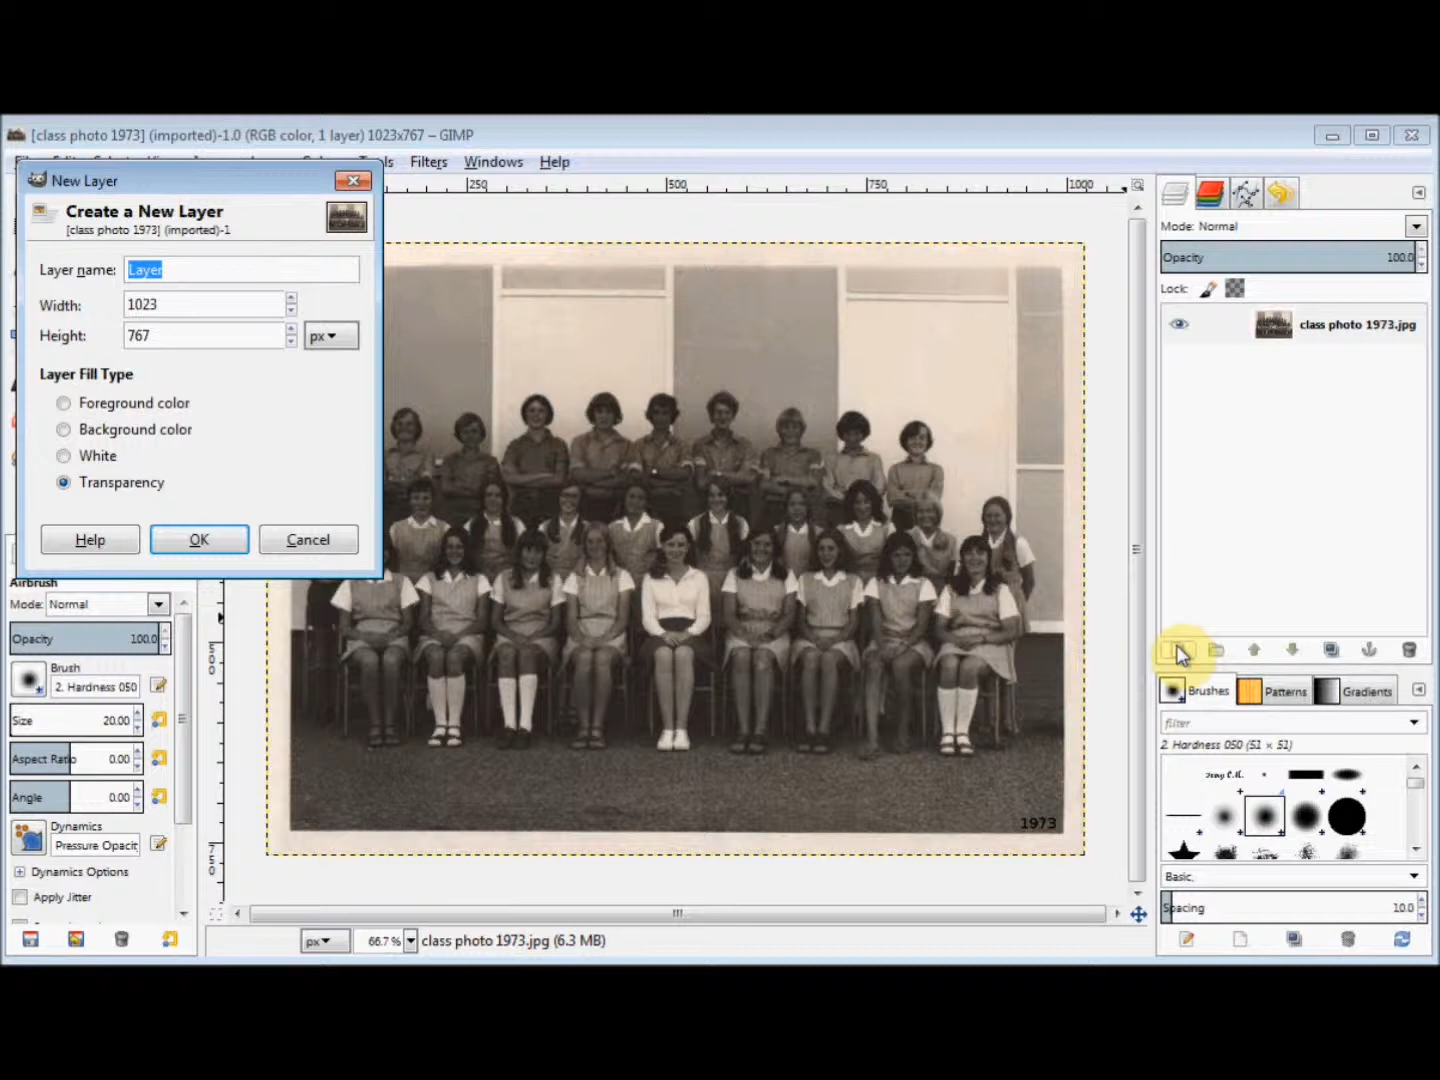 [class photo 1973] (imported)-1.0 (RGB color, 1 layer) 1023x767 – GIMP
Filters Windows Help
New Layer
Create a New Layer
[class photo 1973] (imported)-1
Layer name: Layer
Width: 1023
Height: 767 px
Layer Fill Type
Foreground color
Background color
White
Transparency
Help OK Cancel
250 500 750 1000
500
750
1973
Airbrush
Mode: Normal
Opacity 100.0
Brush
2. Hardness 050
Size 20.00
Aspect Ratio 0.00
Angle 0.00
Dynamics
Pressure Opacit
Dynamics Options
Apply Jitter
px 66.7 % class photo 1973.jpg (6.3 MB)
Mode: Normal
Opacity 100.0
Lock:
class photo 1973.jpg
Brushes Patterns Gradients
filter
2. Hardness 050 (51 × 51)
Basic,
Spacing 10.0